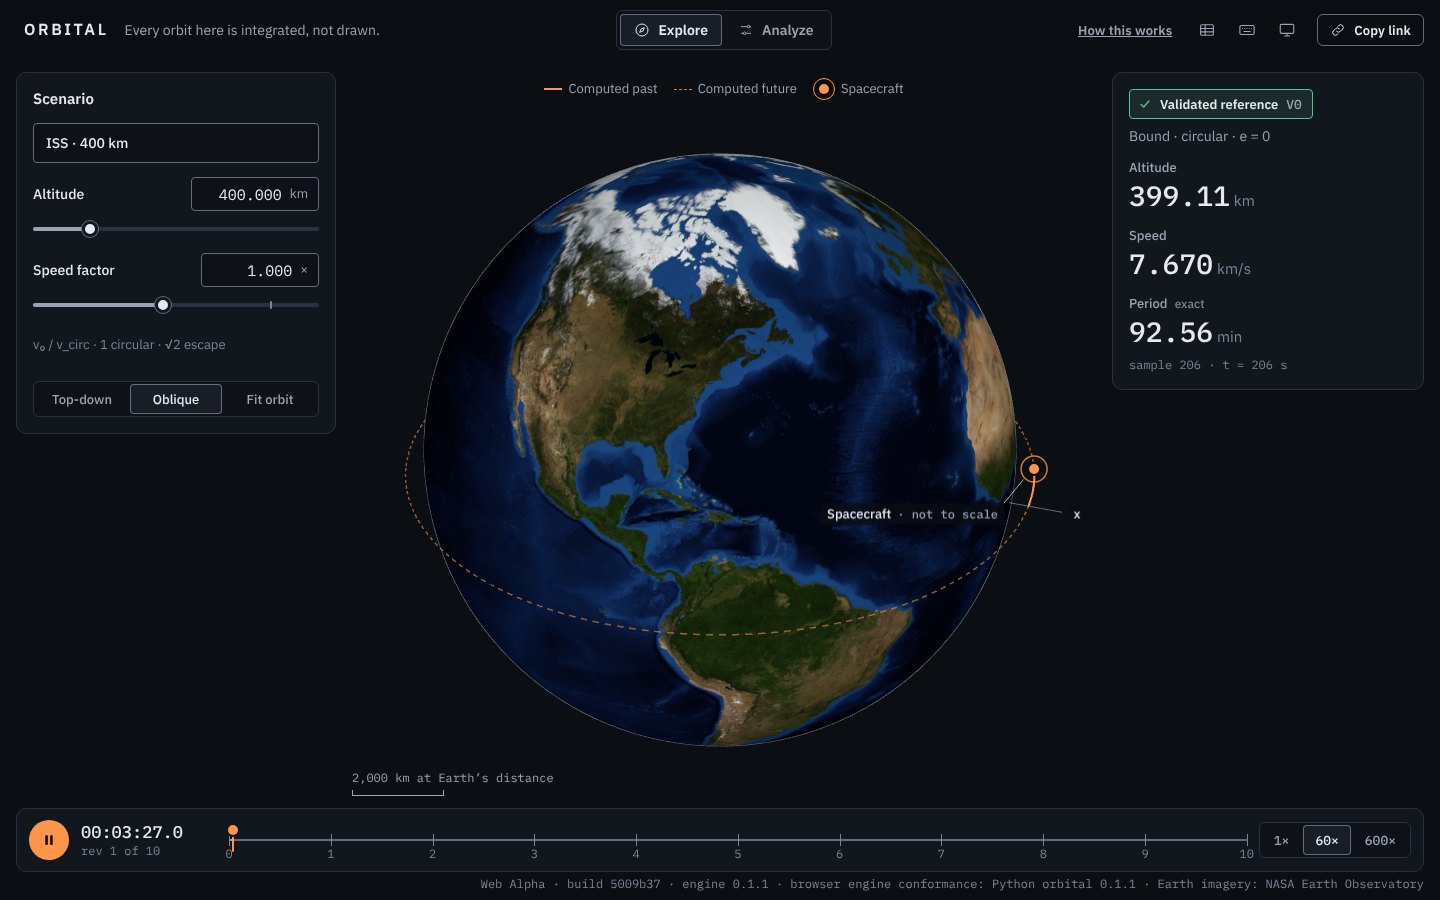 ORBITAL
Every orbit here is integrated, not drawn.
Explore
Analyze
How this works
Copy link
Scenario
ISS · 400 km
Altitude
400.000 km
Speed factor
1.000 ×
v₀ / v_circ · 1 circular · √2 escape
Top-down
Oblique
Fit orbit
Computed past
Computed future
Spacecraft
Spacecraft · not to scale
x
2,000 km at Earth’s distance
Validated reference V0
Bound · circular · e = 0
Altitude
399.11 km
Speed
7.670 km/s
Period exact
92.56 min
sample 206 · t = 206 s
00:03:27.0
rev 1 of 10
0 1 2 3 4 5 6 7 8 9 10
1×
60×
600×
Web Alpha · build 5009b37 · engine 0.1.1 · browser engine conformance: Python orbital 0.1.1 · Earth imagery: NASA Earth Observatory